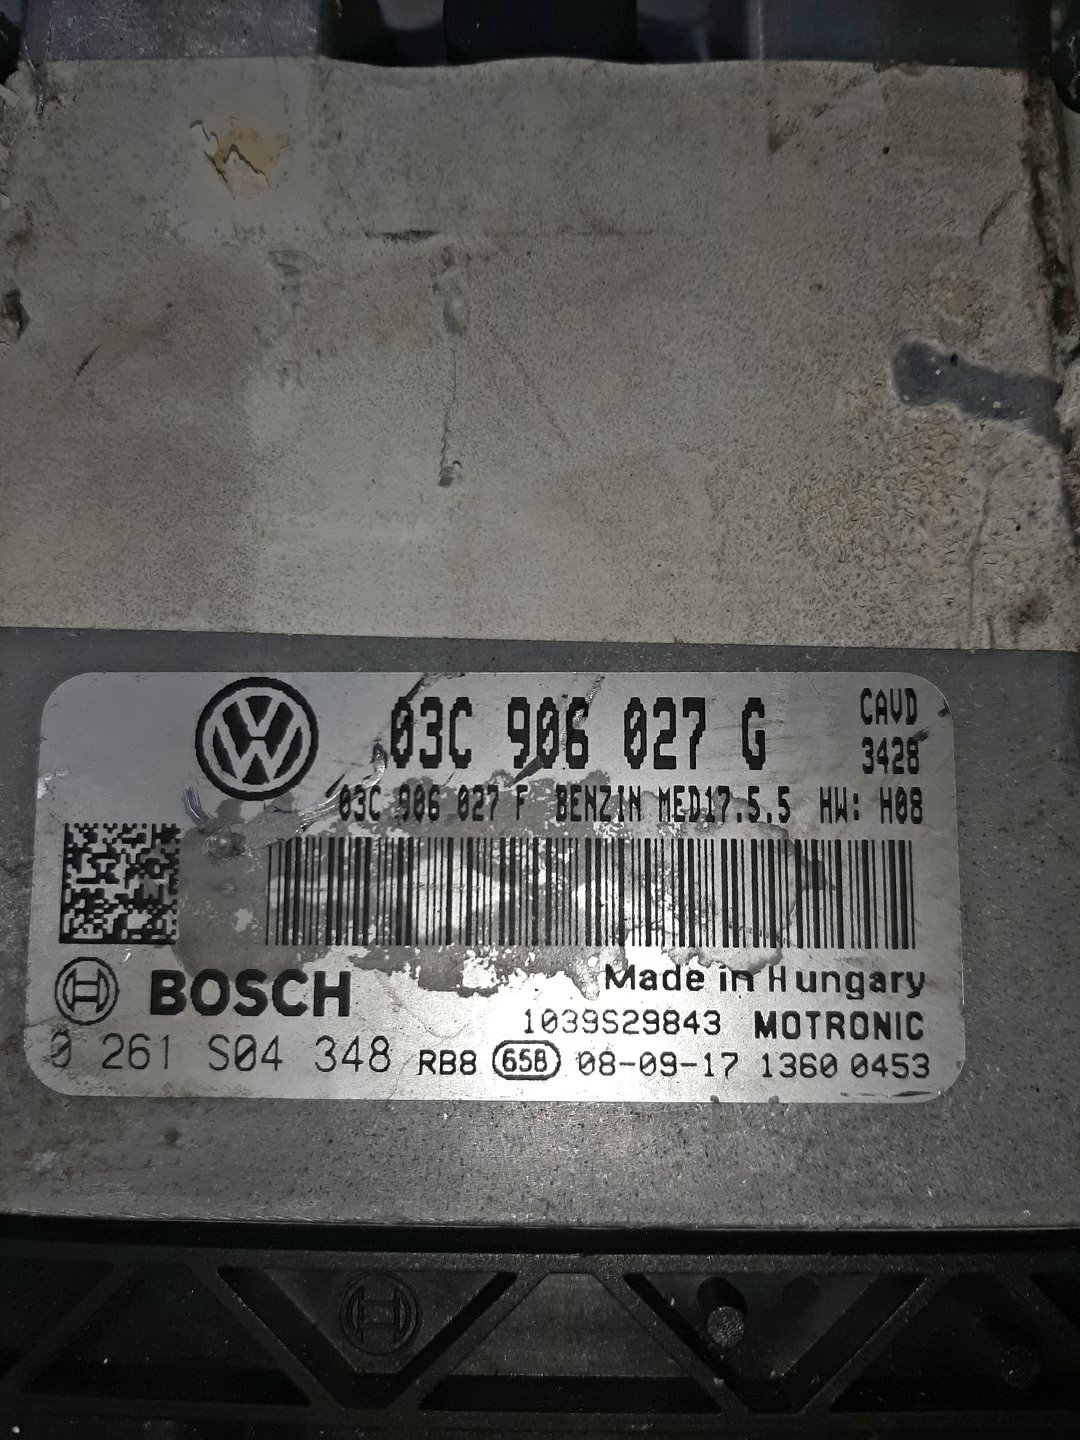 03C 906 027 G
CAVD
3428
03C 906 027 F BENZIN MED17.5.5 HW: H08
BOSCH
Made in Hungary
1039S29843 MOTRONIC
0 261 S04 348 RB8 658 08-09-17 1360 0453